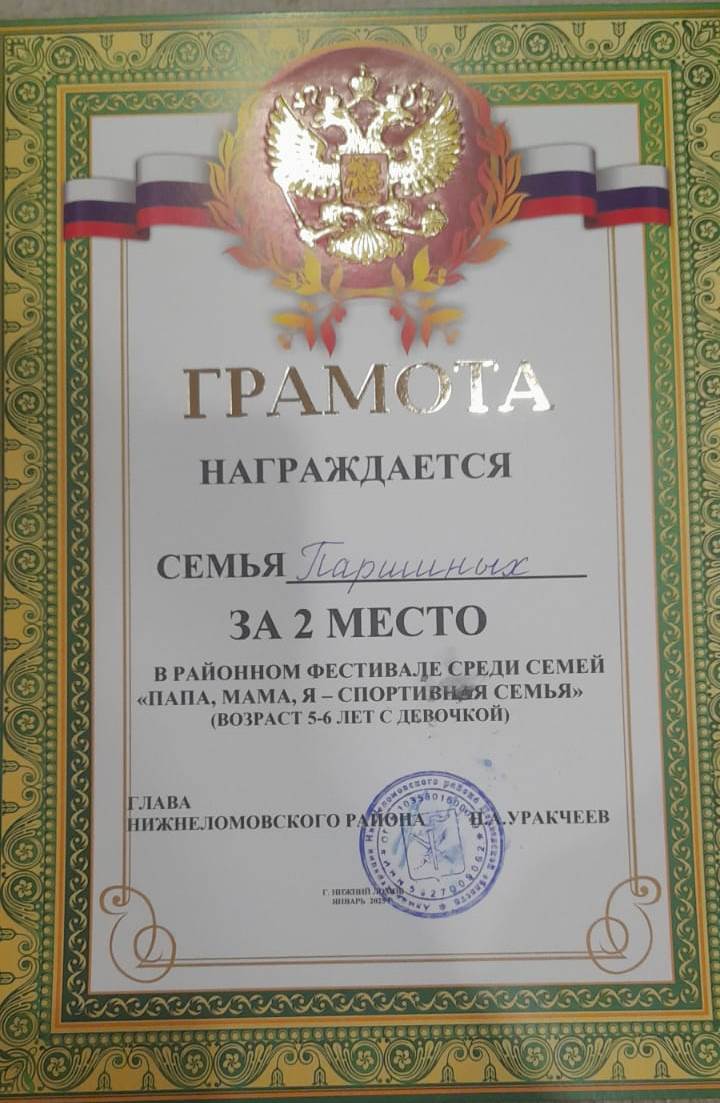 ГРАМОТА
НАГРАЖДАЕТСЯ
СЕМЬЯ Паршиных
ЗА 2 МЕСТО
В РАЙОННОМ ФЕСТИВАЛЕ СРЕДИ СЕМЕЙ
«ПАПА, МАМА, Я – СПОРТИВНАЯ СЕМЬЯ»
(ВОЗРАСТ 5-6 ЛЕТ С ДЕВОЧКОЙ)
ГЛАВА
НИЖНЕЛОМОВСКОГО РАЙОНА Н.А.УРАКЧЕЕВ
Г. НИЖНИЙ ЛОМОВ
ЯНВАРЬ